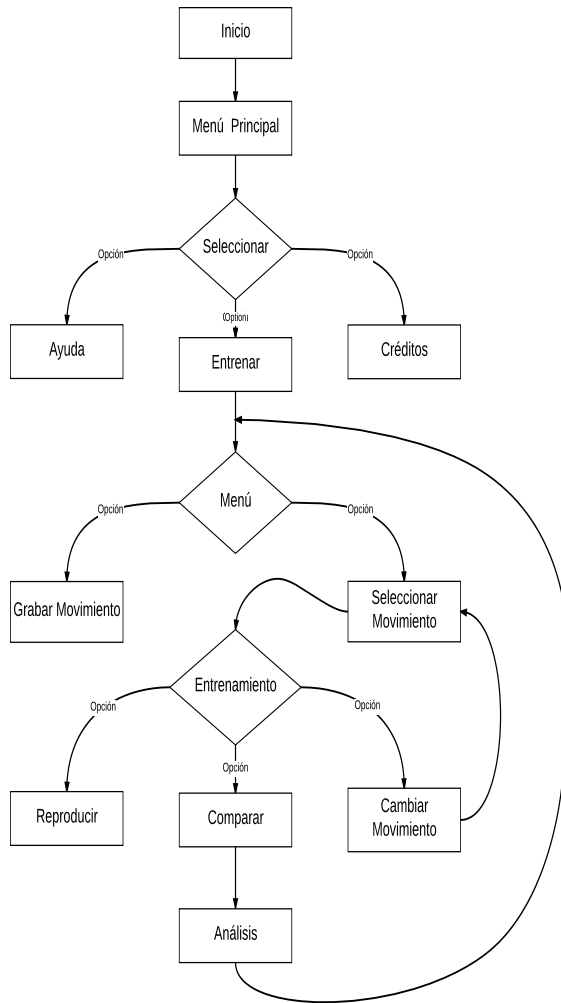 Inicio
Menú Principal
Seleccionar
Opción
Opción
Ayuda
Entrenar
Créditos
Menú
Opción
Opción
Grabar Movimiento
Seleccionar
Movimiento
Entrenamiento
Opción
Opción
Opción
Reproducir
Comparar
Cambiar
Movimiento
Análisis